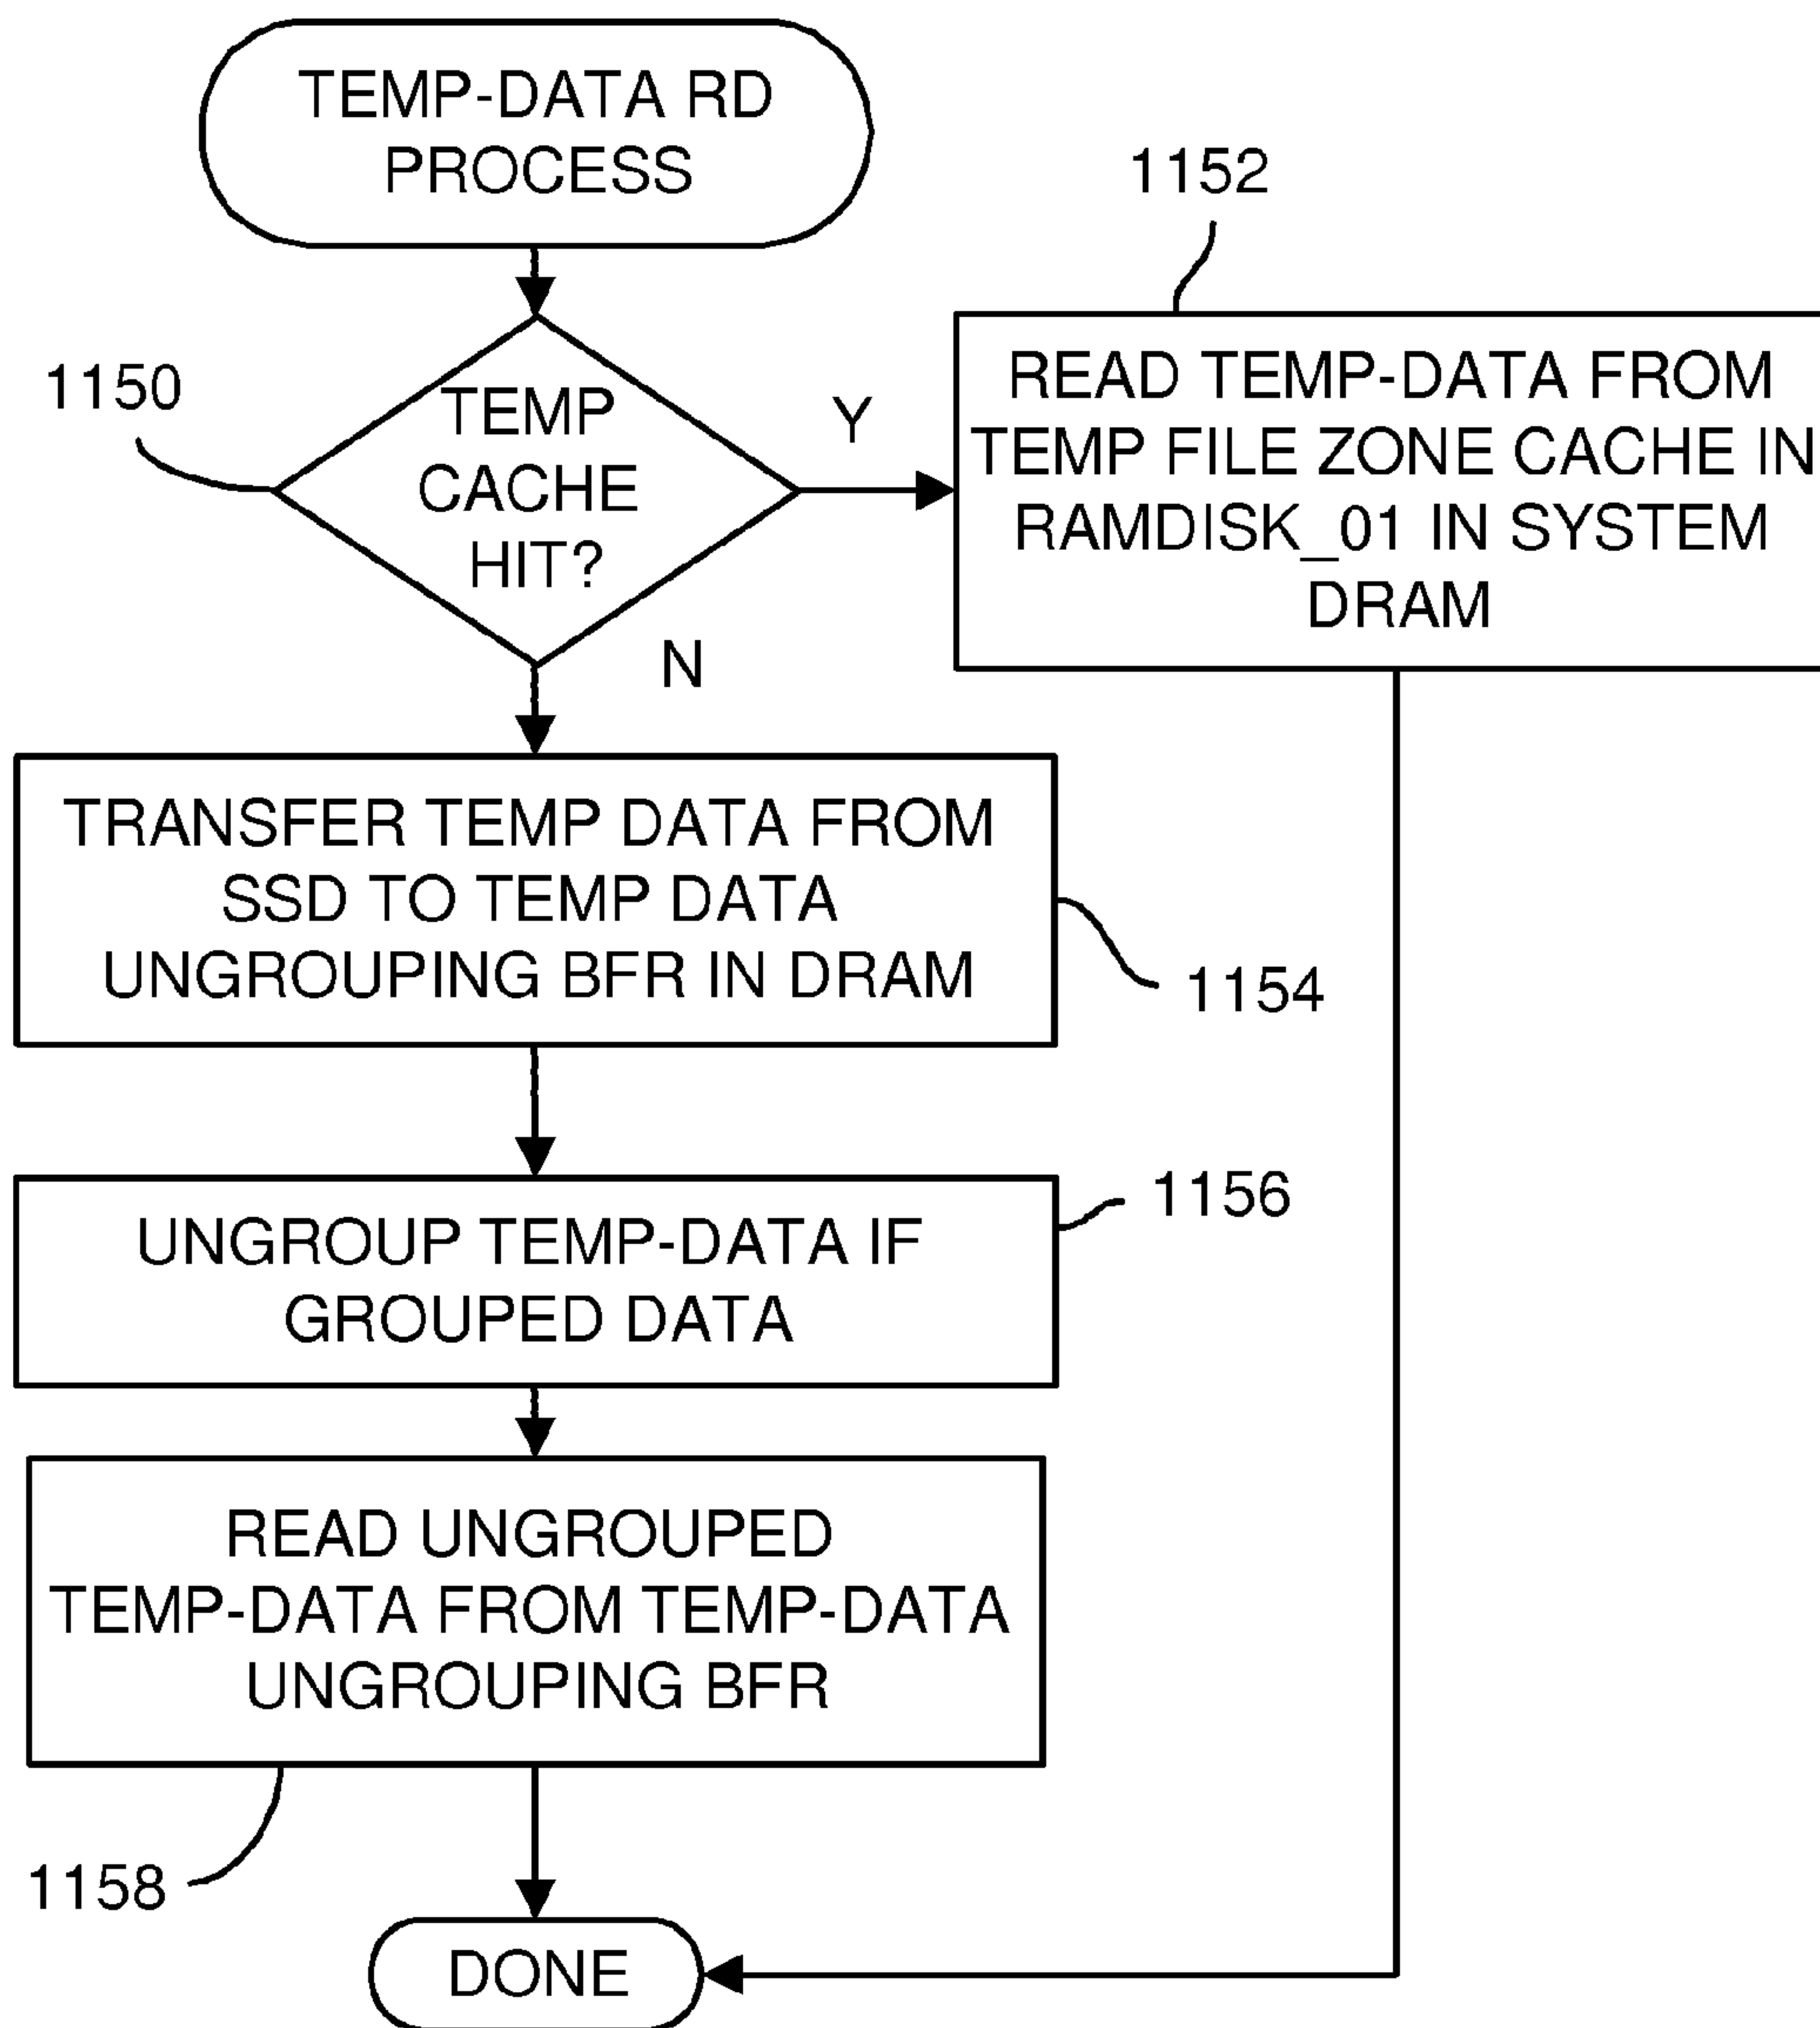 TEMP-DATA RD
PROCESS
1152
1150
TEMP
CACHE
HIT?
Y
READ TEMP-DATA FROM
TEMP FILE ZONE CACHE IN
RAMDISK_01 IN SYSTEM
DRAM
N
TRANSFER TEMP DATA FROM
SSD TO TEMP DATA
UNGROUPING BFR IN DRAM
1154
UNGROUP TEMP-DATA IF
GROUPED DATA
1156
READ UNGROUPED
TEMP-DATA FROM TEMP-DATA
UNGROUPING BFR
1158
DONE